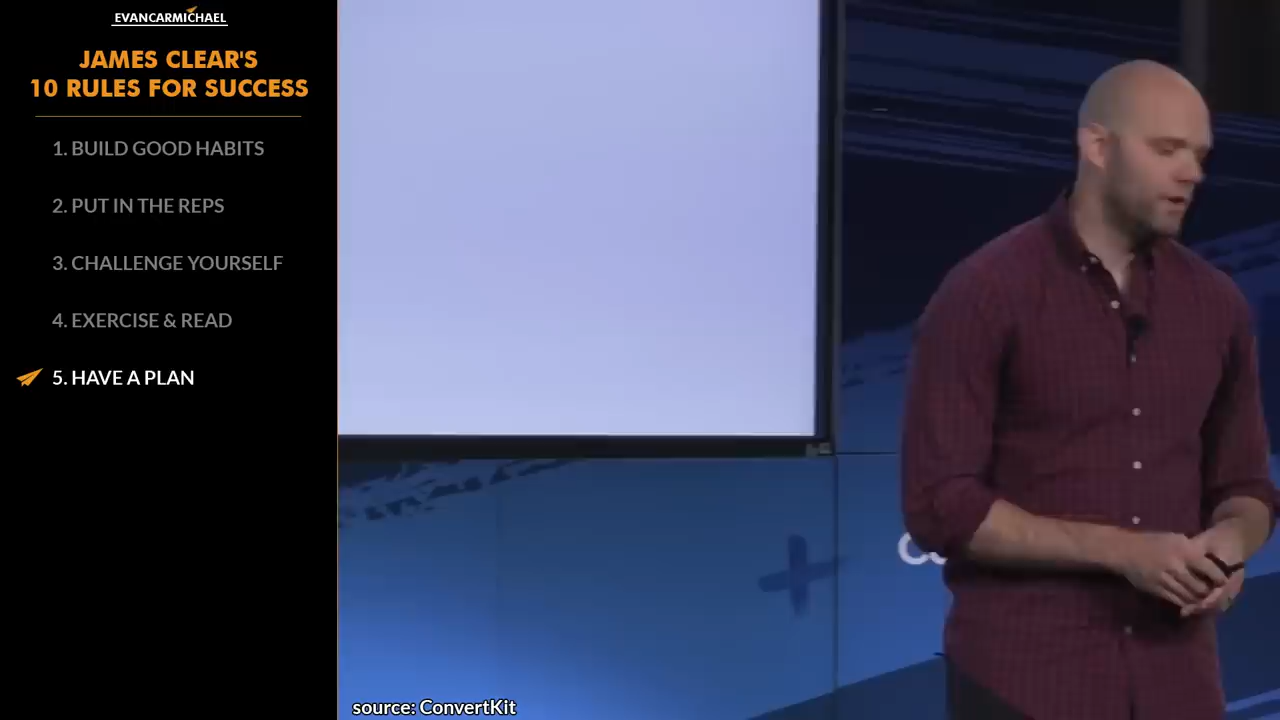 EVANCARMICHAEL
JAMES CLEAR'S
10 RULES FOR SUCCESS
1. BUILD GOOD HABITS
2. PUT IN THE REPS
3. CHALLENGE YOURSELF
4. EXERCISE & READ
5. HAVE A PLAN
source: ConvertKit